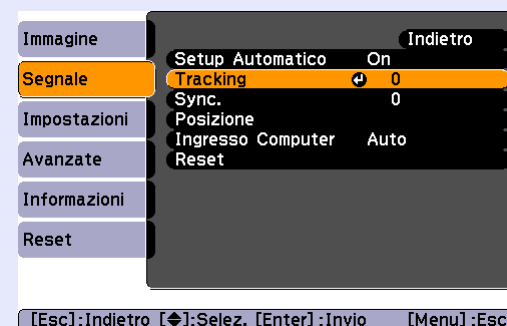 Immagine
Segnale
Impostazioni
Avanzate
Informazioni
Reset
Indietro
Setup Automatico On
Tracking 0
Sync. 0
Posizione
Ingresso Computer Auto
Reset
[Esc]:Indietro [◆]:Selez. [Enter]:Invio [Menu]:Esc